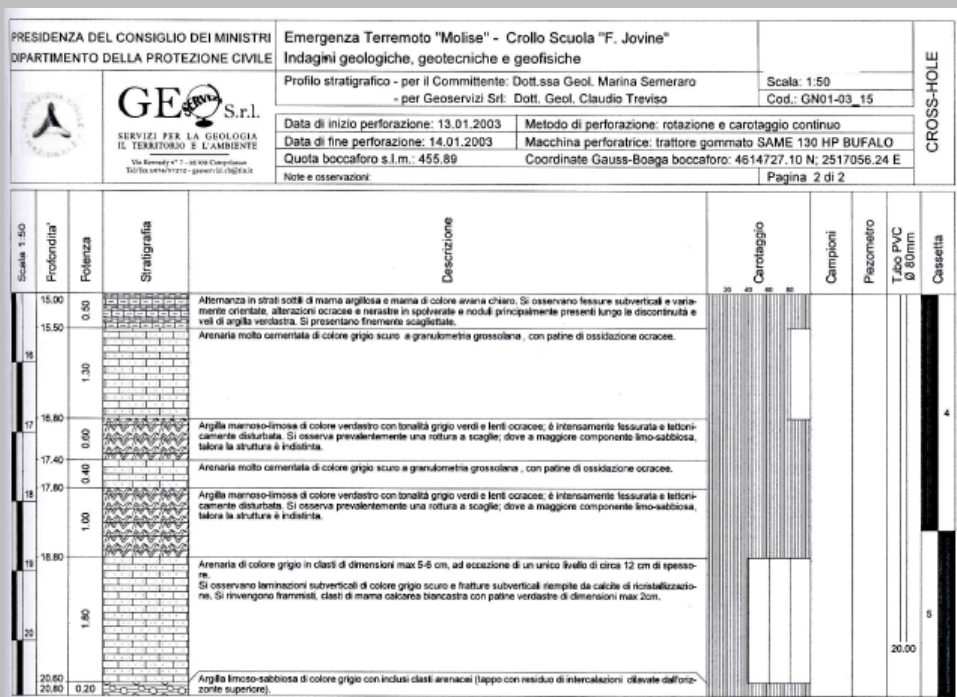 PRESIDENZA DEL CONSIGLIO DEI MINISTRI
DIPARTIMENTO DELLA PROTEZIONE CIVILE
Emergenza Terremoto "Molise" - Crollo Scuola "F. Jovine"
Indagini geologiche, geotecniche e geofisiche
Profilo stratigrafico - per il Committente: Dott.ssa Geol. Marina Semeraro
- per Geoservizi Srl: Dott. Geol. Claudio Treviso
Scala: 1:50
Cod.: GN01-03_15
CROSS-HOLE
GEO SERVIZI S.r.l.
SERVIZI PER LA GEOLOGIA
IL TERRITORIO E L'AMBIENTE
Via Kennedy n° 7 - Campobasso
Data di inizio perforazione: 13.01.2003
Metodo di perforazione: rotazione e carotaggio continuo
Data di fine perforazione: 14.01.2003
Macchina perforatrice: trattore gommato SAME 130 HP BUFALO
Quota boccaforo s.l.m.: 455.89
Coordinate Gauss-Boaga boccaforo: 4614727.10 N; 2517056.24 E
Note e osservazioni:
Pagina 2 di 2
Scala 1:50
Profondita'
Potenza
Stratigrafia
Descrizione
Carotaggio
Campioni
Piezometro
Tubo PVC
Ø 80mm
Cassetta
20 40 60 80
15.00
0.50
Alternanza in strati sottili di marna argillosa e marna di colore avana chiaro. Si osservano fessure subverticali e varia-
mente orientate, alterazioni ocracee e nerastre in spolverate e noduli principalmente presenti lungo le discontinuità e
veli di argilla verdastra. Si presentano finemente scagliettate.
15.50
Arenaria molto cementata di colore grigio scuro a granulometria grossolana , con patine di ossidazione ocracee.
16
1.30
16.80
17
Argilla marnoso-limosa di colore verdastro con tonalità grigio verdi e lenti ocracee; è intensamente fessurata e tettoni-
camente disturbata. Si osserva prevalentemente una rottura a scaglie; dove a maggiore componente limo-sabbiosa,
talora la struttura è indistinta.
0.60
4
17.40
Arenaria molto cementata di colore grigio scuro a granulometria grossolana , con patine di ossidazione ocracee.
0.40
17.80
18
Argilla marnoso-limosa di colore verdastro con tonalità grigio verdi e lenti ocracee; è intensamente fessurata e tettoni-
camente disturbata. Si osserva prevalentemente una rottura a scaglie; dove a maggiore componente limo-sabbiosa,
talora la struttura è indistinta.
1.00
18.80
19
Arenaria di colore grigio in clasti di dimensioni max 5-6 cm, ad eccezione di un unico livello di circa 12 cm di spesso-
re.
Si osservano laminazioni subverticali di colore grigio scuro e fratture subverticali riempite da calcite di ricristallizzazio-
ne. Si rinvengono frammisti, clasti di marna calcarea biancastra con patine verdastre di dimensioni max 2cm.
1.80
5
20
20.00
20.60
20.80
0.20
Argilla limoso-sabbiosa di colore grigio con inclusi clasti arenacei (tappo con residuo di intercalazioni dilavate dall'oriz-
zonte superiore).